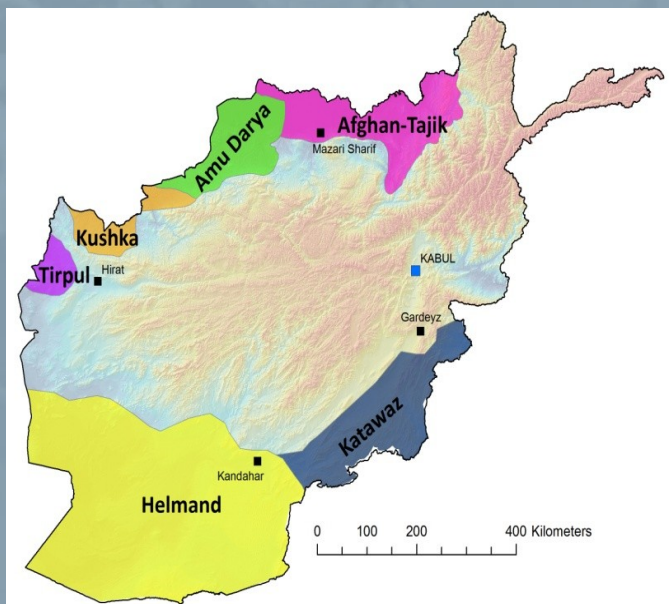 Afghan-Tajik
Mazari Sharif
Amu Darya
Kushka
Tirpul
Hirat
KABUL
Gardeyz
Katawaz
Kandahar
Helmand
0 100 200 400 Kilometers